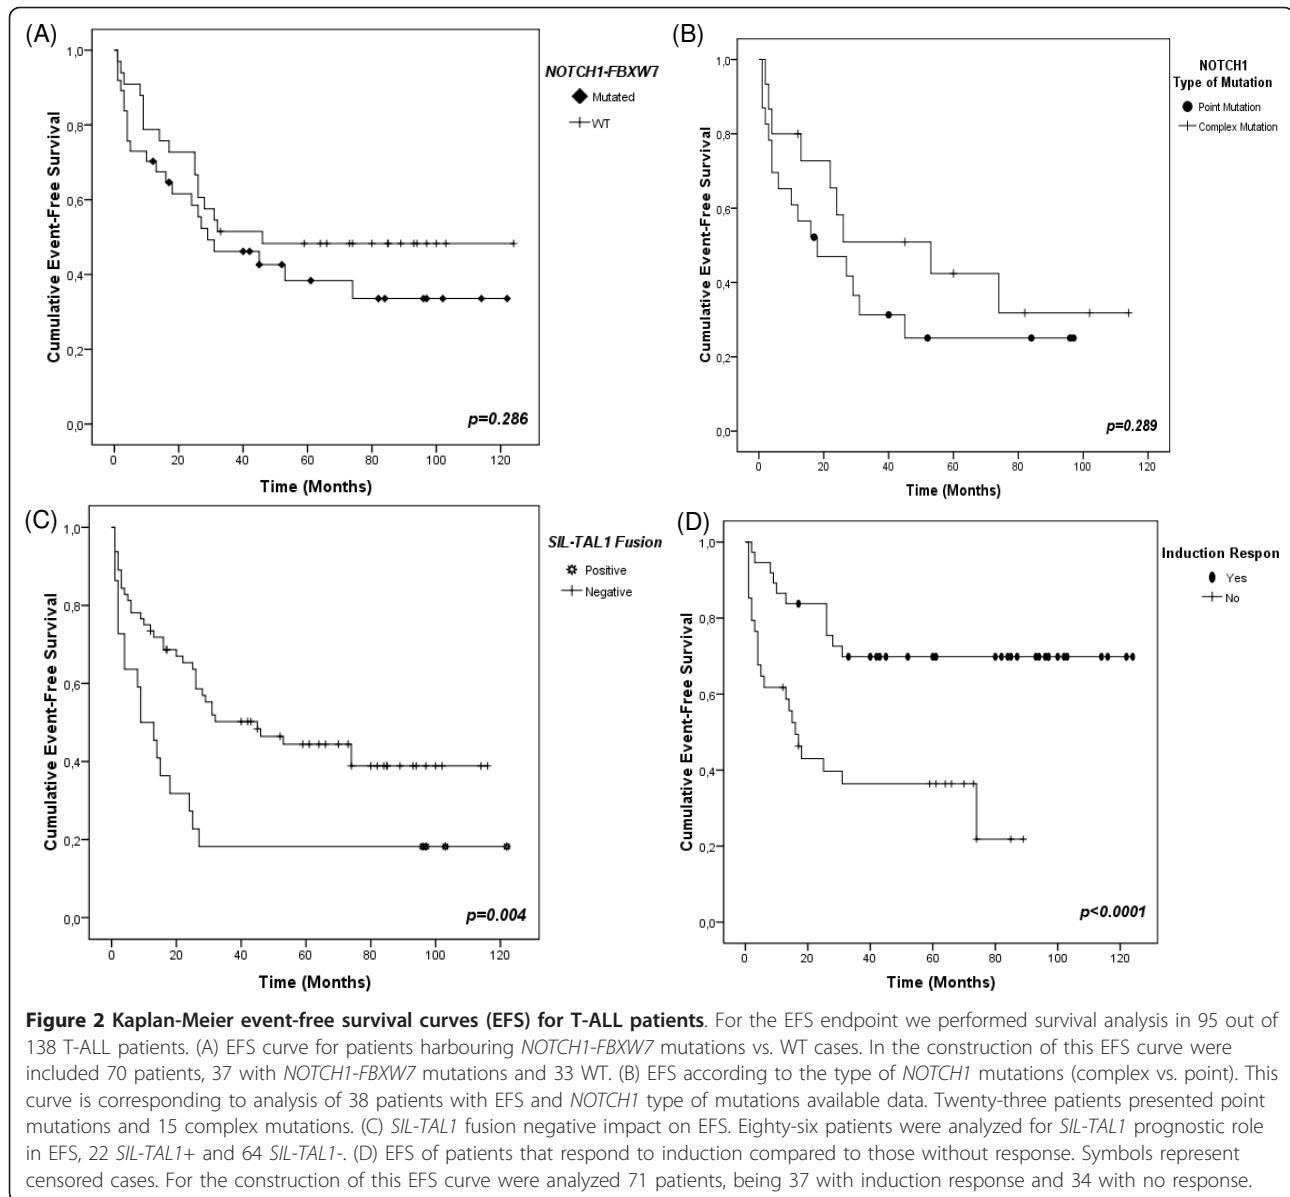 (A)
NOTCH1-FBXW7
Mutated
WT
Cumulative Event-Free Survival
1,0
0,8
0,6
0,4
0,2
0,0
p=0.286
0 20 40 60 80 100 120
Time (Months)
(B)
NOTCH1
Type of Mutation
Point Mutation
Complex Mutation
Cumulative Event-Free Survival
1,0
0,8
0,6
0,4
0,2
0,0
p=0.289
0 20 40 60 80 100 120
Time (Months)
(C)
SIL-TAL1 Fusion
Positive
Negative
Cumulative Event-Free Survival
1,0
0,8
0,6
0,4
0,2
0,0
p=0.004
0 20 40 60 80 100 120
Time (Months)
(D)
Induction Respon
Yes
No
Cumulative Event-Free Survival
1,0
0,8
0,6
0,4
0,2
0,0
p<0.0001
0 20 40 60 80 100 120
Time (Months)
Figure 2 Kaplan-Meier event-free survival curves (EFS) for T-ALL patients. For the EFS endpoint we performed survival analysis in 95 out of
138 T-ALL patients. (A) EFS curve for patients harbouring NOTCH1-FBXW7 mutations vs. WT cases. In the construction of this EFS curve were
included 70 patients, 37 with NOTCH1-FBXW7 mutations and 33 WT. (B) EFS according to the type of NOTCH1 mutations (complex vs. point). This
curve is corresponding to analysis of 38 patients with EFS and NOTCH1 type of mutations available data. Twenty-three patients presented point
mutations and 15 complex mutations. (C) SIL-TAL1 fusion negative impact on EFS. Eighty-six patients were analyzed for SIL-TAL1 prognostic role
in EFS, 22 SIL-TAL1+ and 64 SIL-TAL1-. (D) EFS of patients that respond to induction compared to those without response. Symbols represent
censored cases. For the construction of this EFS curve were analyzed 71 patients, being 37 with induction response and 34 with no response.